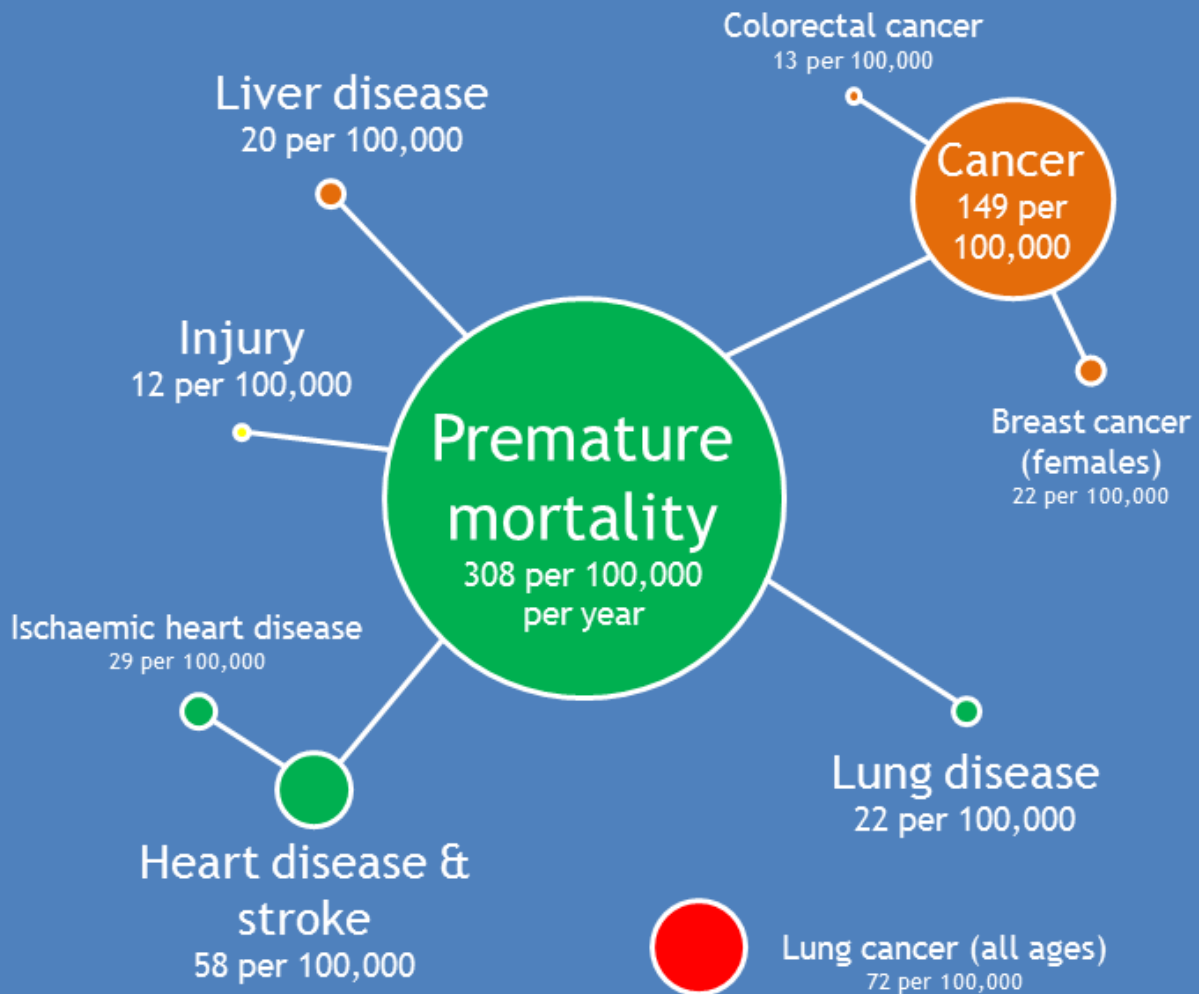 Colorectal cancer
13 per 100,000
Liver disease
20 per 100,000
Cancer
149 per
100,000
Injury
12 per 100,000
Breast cancer
(females)
22 per 100,000
Premature
mortality
308 per 100,000
per year
Ischaemic heart disease
29 per 100,000
Lung disease
22 per 100,000
Heart disease &
stroke
58 per 100,000
Lung cancer (all ages)
72 per 100,000